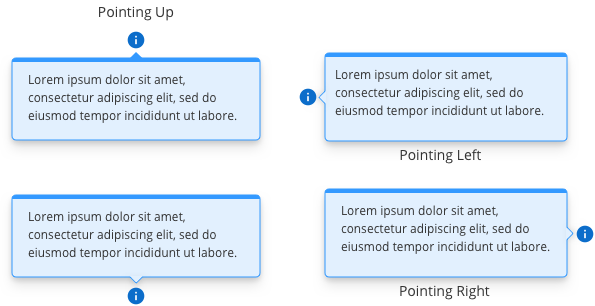 Pointing Up
i
Lorem ipsum dolor sit amet,
consectetur adipiscing elit, sed do
eiusmod tempor incididunt ut labore.
i
Lorem ipsum dolor sit amet,
consectetur adipiscing elit, sed do
eiusmod tempor incididunt ut labore.
Pointing Left
Lorem ipsum dolor sit amet,
consectetur adipiscing elit, sed do
eiusmod tempor incididunt ut labore.
i
Lorem ipsum dolor sit amet,
consectetur adipiscing elit, sed do
eiusmod tempor incididunt ut labore.
i
Pointing Right